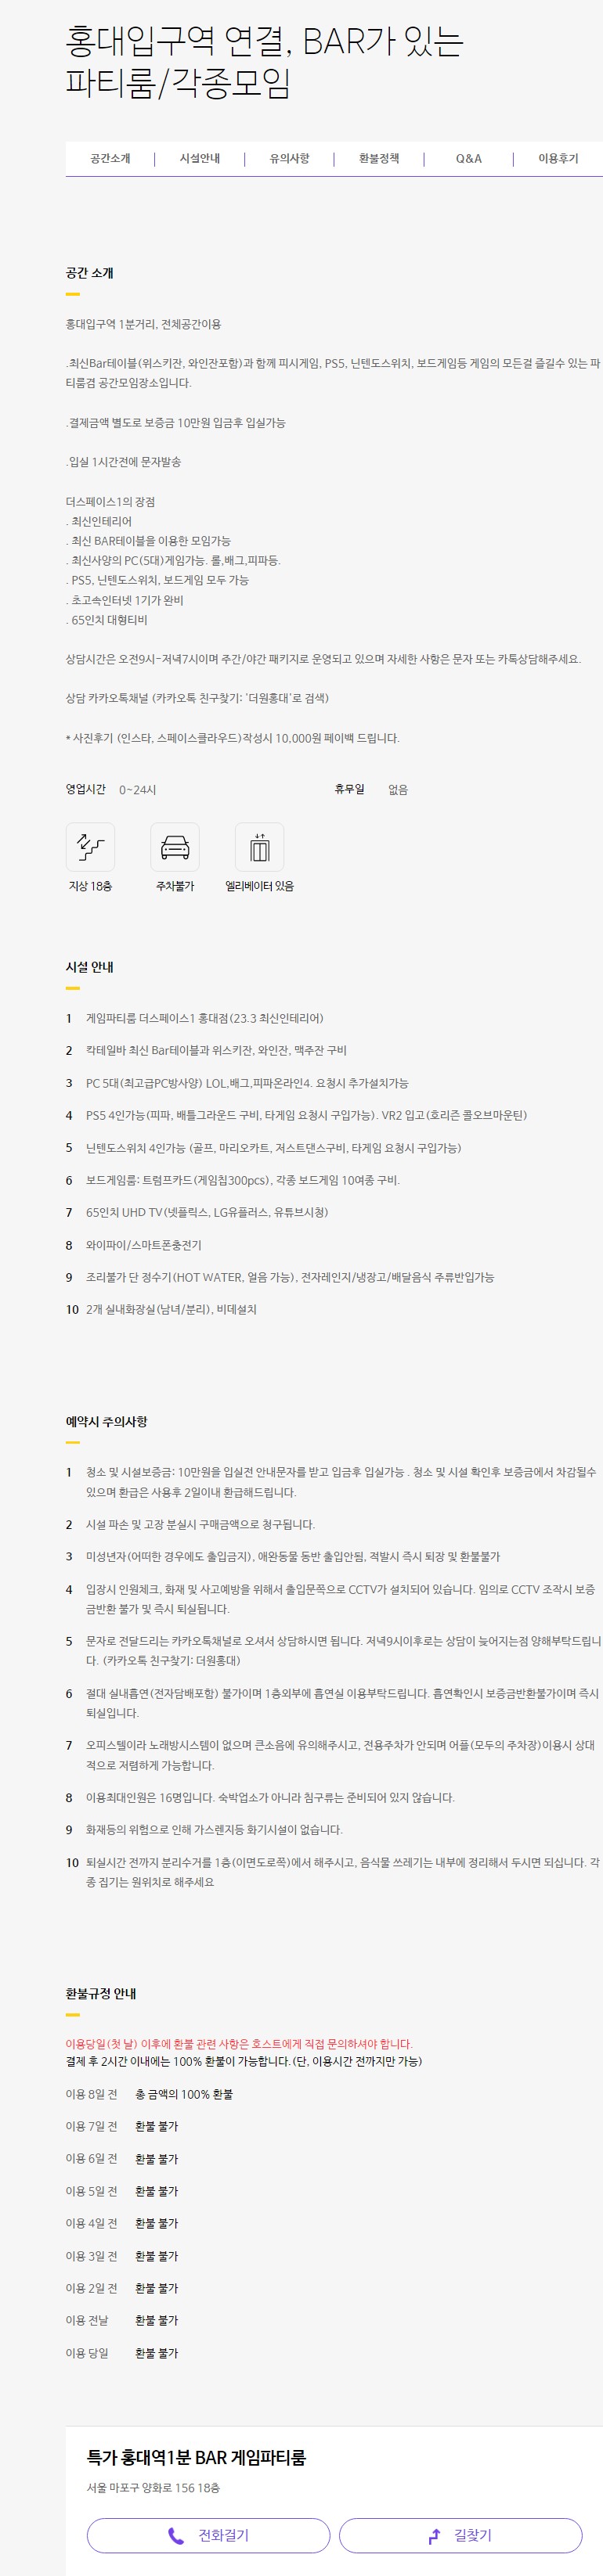 홍대입구역 연결, BAR가 있는
파티룸/각종모임
공간소개
시설안내
유의사항
환불정책
Q&A
이용후기
공간 소개
홍대입구역 1분거리, 전체공간이용
.최신Bar테이블(위스키잔, 와인잔포함)과 함께 피시게임, PS5, 닌텐도스위치, 보드게임등 게임의 모든걸 즐길수 있는 파
티룸겸 공간모임장소입니다.
.결제금액 별도로 보증금 10만원 입금후 입실가능
.입실 1시간전에 문자발송
더스페이스1의 장점
. 최신인테리어
. 최신 BAR테이블을 이용한 모임가능
. 최신사양의 PC(5대)게임가능. 롤,배그,피파등.
. PS5, 닌텐도스위치, 보드게임 모두 가능
. 초고속인터넷 1기가 완비
. 65인치 대형티비
상담시간은 오전9시-저녁7시이며 주간/야간 패키지로 운영되고 있으며 자세한 사항은 문자 또는 카톡상담해주세요.
상담 카카오톡채널 (카카오톡 친구찾기: '더원홍대'로 검색)
* 사진후기 (인스타, 스페이스클라우드)작성시 10,000원 페이백 드립니다.
영업시간 0~24시 휴무일 없음
지상 18층 주차불가 엘리베이터 있음
시설 안내
1 게임파티룸 더스페이스1 홍대점(23.3 최신인테리어)
2 칵테일바 최신 Bar테이블과 위스키잔, 와인잔, 맥주잔 구비
3 PC 5대(최고급PC방사양) LOL,배그,피파온라인4. 요청시 추가설치가능
4 PS5 4인가능(피파, 배틀그라운드 구비, 타게임 요청시 구입가능). VR2 입고(호리즌 콜오브마운틴)
5 닌텐도스위치 4인가능 (골프, 마리오카트, 저스트댄스구비, 타게임 요청시 구입가능)
6 보드게임룸: 트럼프카드(게임칩300pcs), 각종 보드게임 10여종 구비.
7 65인치 UHD TV(넷플릭스, LG유플러스, 유튜브시청)
8 와이파이/스마트폰충전기
9 조리불가 단 정수기(HOT WATER, 얼음 가능), 전자레인지/냉장고/배달음식 주류반입가능
10 2개 실내화장실(남녀/분리), 비데설치
예약시 주의사항
1 청소 및 시설보증금: 10만원을 입실전 안내문자를 받고 입금후 입실가능 . 청소 및 시설 확인후 보증금에서 차감될수
있으며 환급은 사용후 2일이내 환급해드립니다.
2 시설 파손 및 고장 분실시 구매금액으로 청구됩니다.
3 미성년자(어떠한 경우에도 출입금지), 애완동물 동반 출입안됨, 적발시 즉시 퇴장 및 환불불가
4 입장시 인원체크, 화재 및 사고예방을 위해서 출입문쪽으로 CCTV가 설치되어 있습니다. 임의로 CCTV 조작시 보증
금반환 불가 및 즉시 퇴실됩니다.
5 문자로 전달드리는 카카오톡채널로 오셔서 상담하시면 됩니다. 저녁9시이후로는 상담이 늦어지는점 양해부탁드립니
다. (카카오톡 친구찾기: 더원홍대)
6 절대 실내흡연(전자담배포함) 불가이며 1층외부에 흡연실 이용부탁드립니다. 흡연확인시 보증금반환불가이며 즉시
퇴실입니다.
7 오피스텔이라 노래방시스템이 없으며 큰소음에 유의해주시고, 전용주차가 안되며 어플(모두의 주차장)이용시 상대
적으로 저렴하게 가능합니다.
8 이용최대인원은 16명입니다. 숙박업소가 아니라 침구류는 준비되어 있지 않습니다.
9 화재등의 위험으로 인해 가스렌지등 화기시설이 없습니다.
10 퇴실시간 전까지 분리수거를 1층(이면도로쪽)에서 해주시고, 음식물 쓰레기는 내부에 정리해서 두시면 되십니다. 각
종 집기는 원위치로 해주세요
환불규정 안내
이용당일(첫 날) 이후에 환불 관련 사항은 호스트에게 직접 문의하셔야 합니다.
결제 후 2시간 이내에는 100% 환불이 가능합니다.(단, 이용시간 전까지만 가능)
이용 8일 전 총 금액의 100% 환불
이용 7일 전 환불 불가
이용 6일 전 환불 불가
이용 5일 전 환불 불가
이용 4일 전 환불 불가
이용 3일 전 환불 불가
이용 2일 전 환불 불가
이용 전날 환불 불가
이용 당일 환불 불가
특가 홍대역1분 BAR 게임파티룸
서울 마포구 양화로 156 18층
전화걸기
길찾기